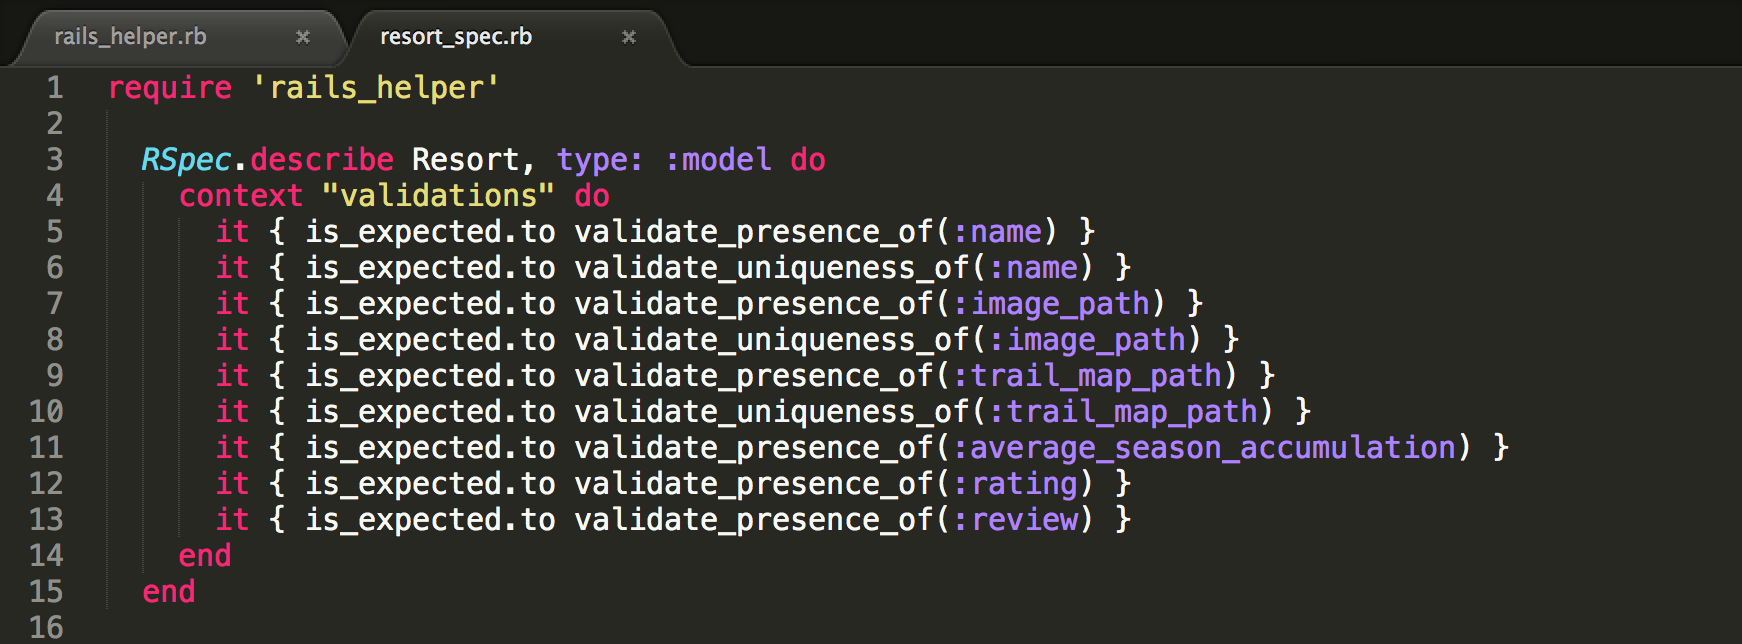 rails_helper.rb × resort_spec.rb ×
1 require 'rails_helper'
2
3 RSpec.describe Resort, type: :model do
4 context "validations" do
5 it { is_expected.to validate_presence_of(:name) }
6 it { is_expected.to validate_uniqueness_of(:name) }
7 it { is_expected.to validate_presence_of(:image_path) }
8 it { is_expected.to validate_uniqueness_of(:image_path) }
9 it { is_expected.to validate_presence_of(:trail_map_path) }
10 it { is_expected.to validate_uniqueness_of(:trail_map_path) }
11 it { is_expected.to validate_presence_of(:average_season_accumulation) }
12 it { is_expected.to validate_presence_of(:rating) }
13 it { is_expected.to validate_presence_of(:review) }
14 end
15 end
16